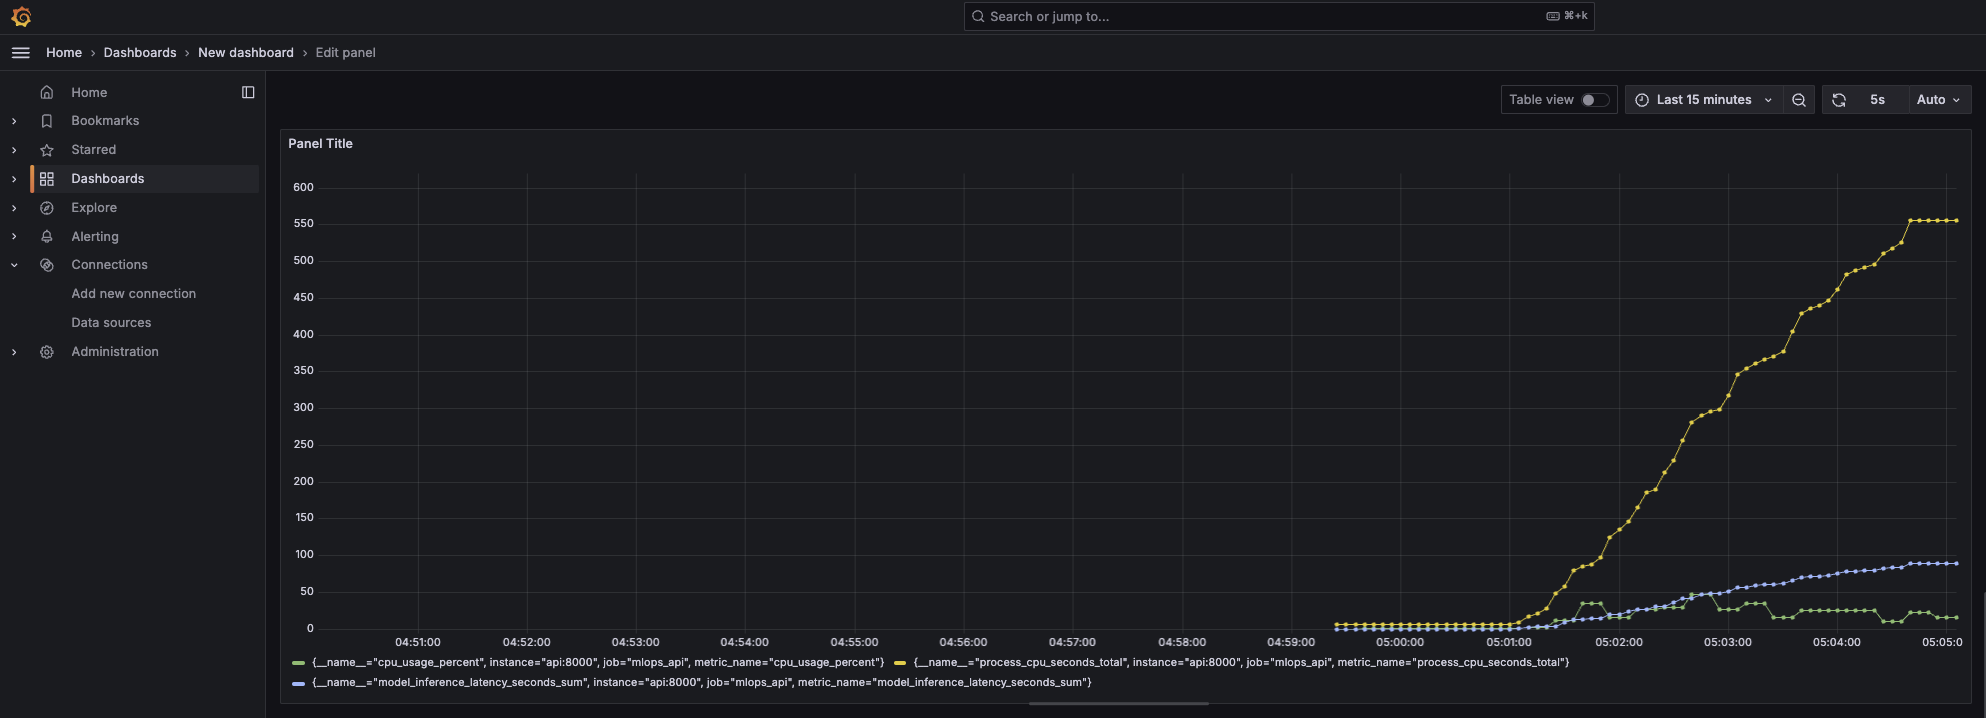 Search or jump to...
⌘+k
Home › Dashboards › New dashboard › Edit panel
Home
Bookmarks
Starred
Dashboards
Explore
Alerting
Connections
Add new connection
Data sources
Administration
Table view
Last 15 minutes
5s
Auto
Panel Title
600
550
500
450
400
350
300
250
200
150
100
50
0
04:51:00 04:52:00 04:53:00 04:54:00 04:55:00 04:56:00 04:57:00 04:58:00 04:59:00 05:00:00 05:01:00 05:02:00 05:03:00 05:04:00 05:05:0
{__name__="cpu_usage_percent", instance="api:8000", job="mlops_api", metric_name="cpu_usage_percent"} {__name__="process_cpu_seconds_total", instance="api:8000", job="mlops_api", metric_name="process_cpu_seconds_total"}
{__name__="model_inference_latency_seconds_sum", instance="api:8000", job="mlops_api", metric_name="model_inference_latency_seconds_sum"}